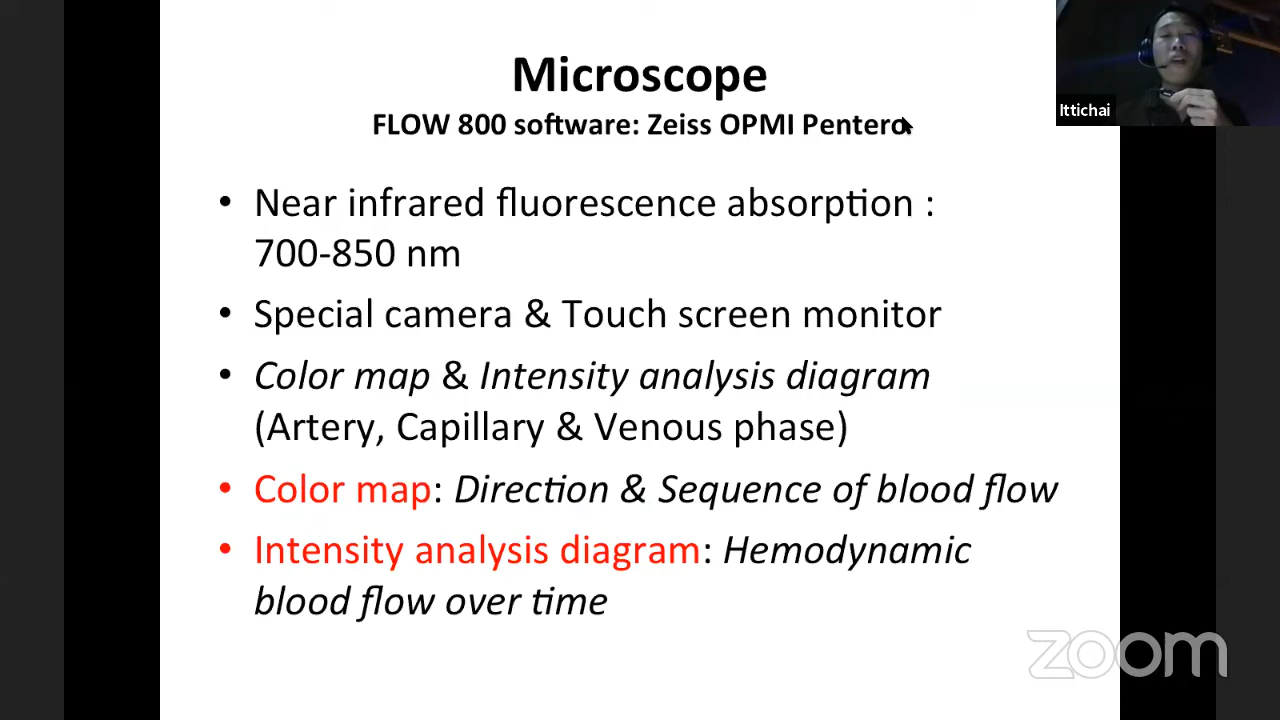 Microscope
FLOW 800 software: Zeiss OPMI Pentero
Ittichai
• Near infrared fluorescence absorption :
700-850 nm
• Special camera & Touch screen monitor
• Color map & Intensity analysis diagram
(Artery, Capillary & Venous phase)
• Color map: Direction & Sequence of blood flow
• Intensity analysis diagram: Hemodynamic
blood flow over time
zoom